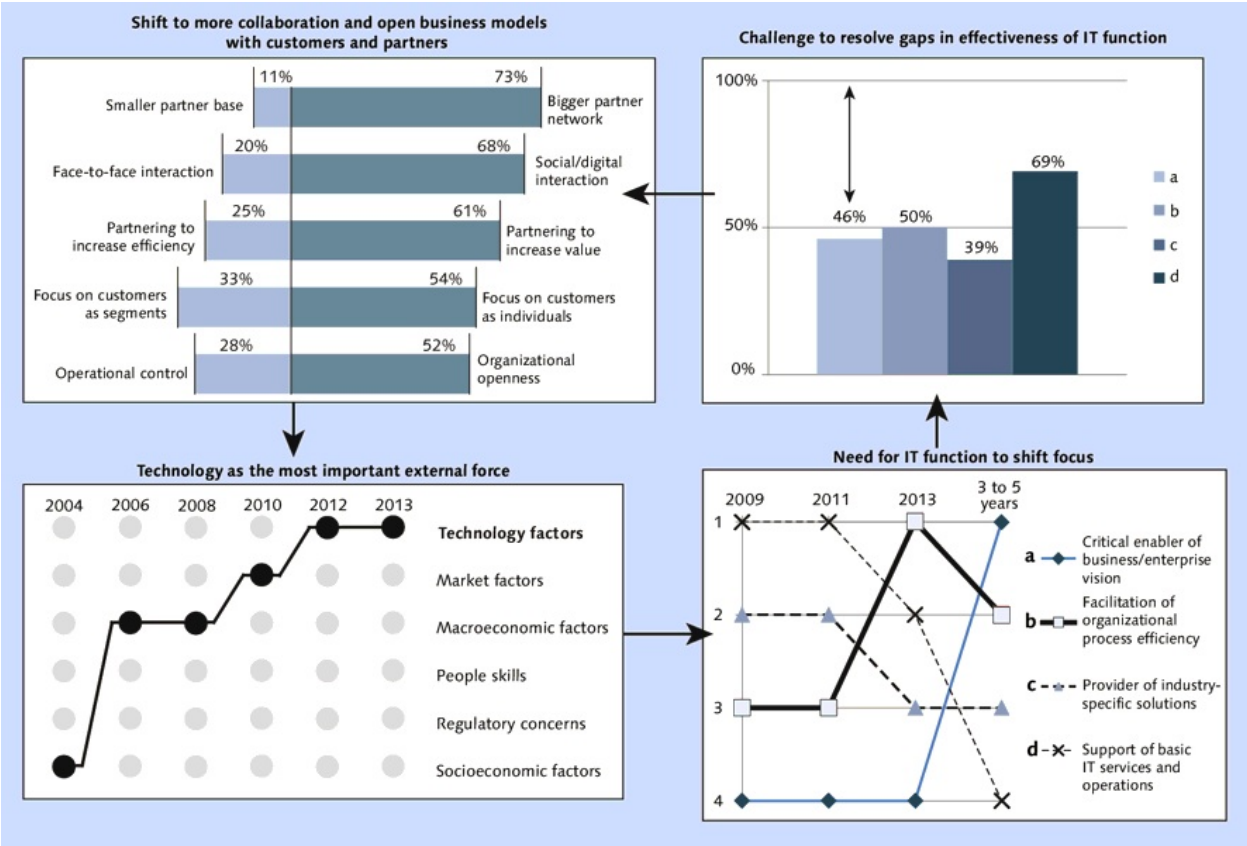 Shift to more collaboration and open business models
with customers and partners
11%
73%
Smaller partner base
Bigger partner
network
20%
68%
Face-to-face interaction
Social/digital
interaction
25%
61%
Partnering to
increase efficiency
Partnering to
increase value
33%
54%
Focus on customers
as segments
Focus on customers
as individuals
28%
52%
Operational control
Organizational
openness
Challenge to resolve gaps in effectiveness of IT function
100%
50%
0%
46%
50%
39%
69%
a
b
c
d
Technology as the most important external force
2004 2006 2008 2010 2012 2013
Technology factors
Market factors
Macroeconomic factors
People skills
Regulatory concerns
Socioeconomic factors
Need for IT function to shift focus
2009 2011 2013 3 to 5
years
1
2
3
4
a Critical enabler of
business/enterprise
vision
b Facilitation of
organizational
process efficiency
c Provider of industry-
specific solutions
d Support of basic
IT services and
operations